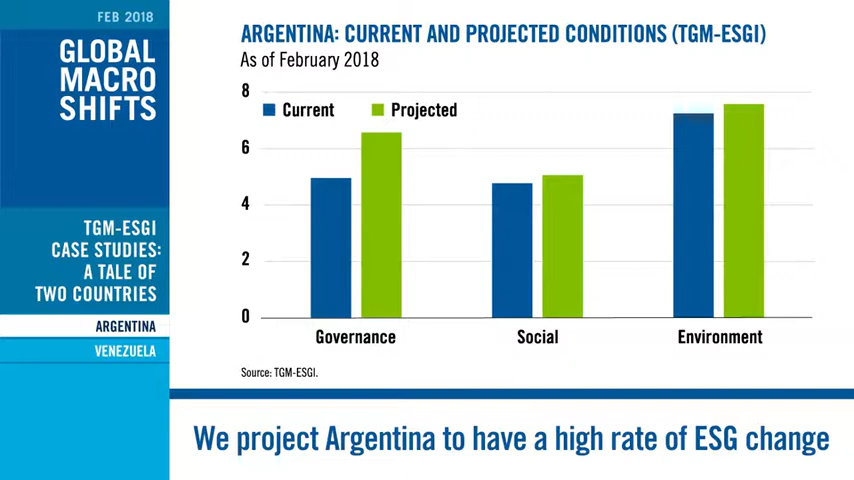 FEB 2018
GLOBAL
MACRO
SHIFTS
TGM-ESGI
CASE STUDIES:
A TALE OF
TWO COUNTRIES
ARGENTINA
VENEZUELA
ARGENTINA: CURRENT AND PROJECTED CONDITIONS (TGM-ESGI)
As of February 2018
8
Current Projected
6
4
2
0
Governance Social Environment
Source: TGM-ESGI.
We project Argentina to have a high rate of ESG change